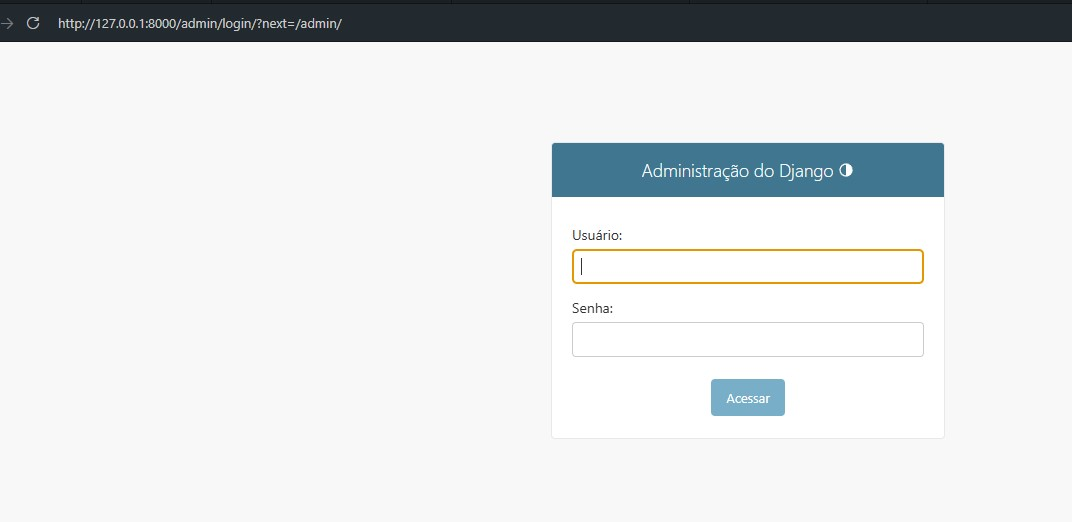 http://127.0.0.1:8000/admin/login/?next=/admin/
Administração do Django
Usuário:
Senha:
Acessar